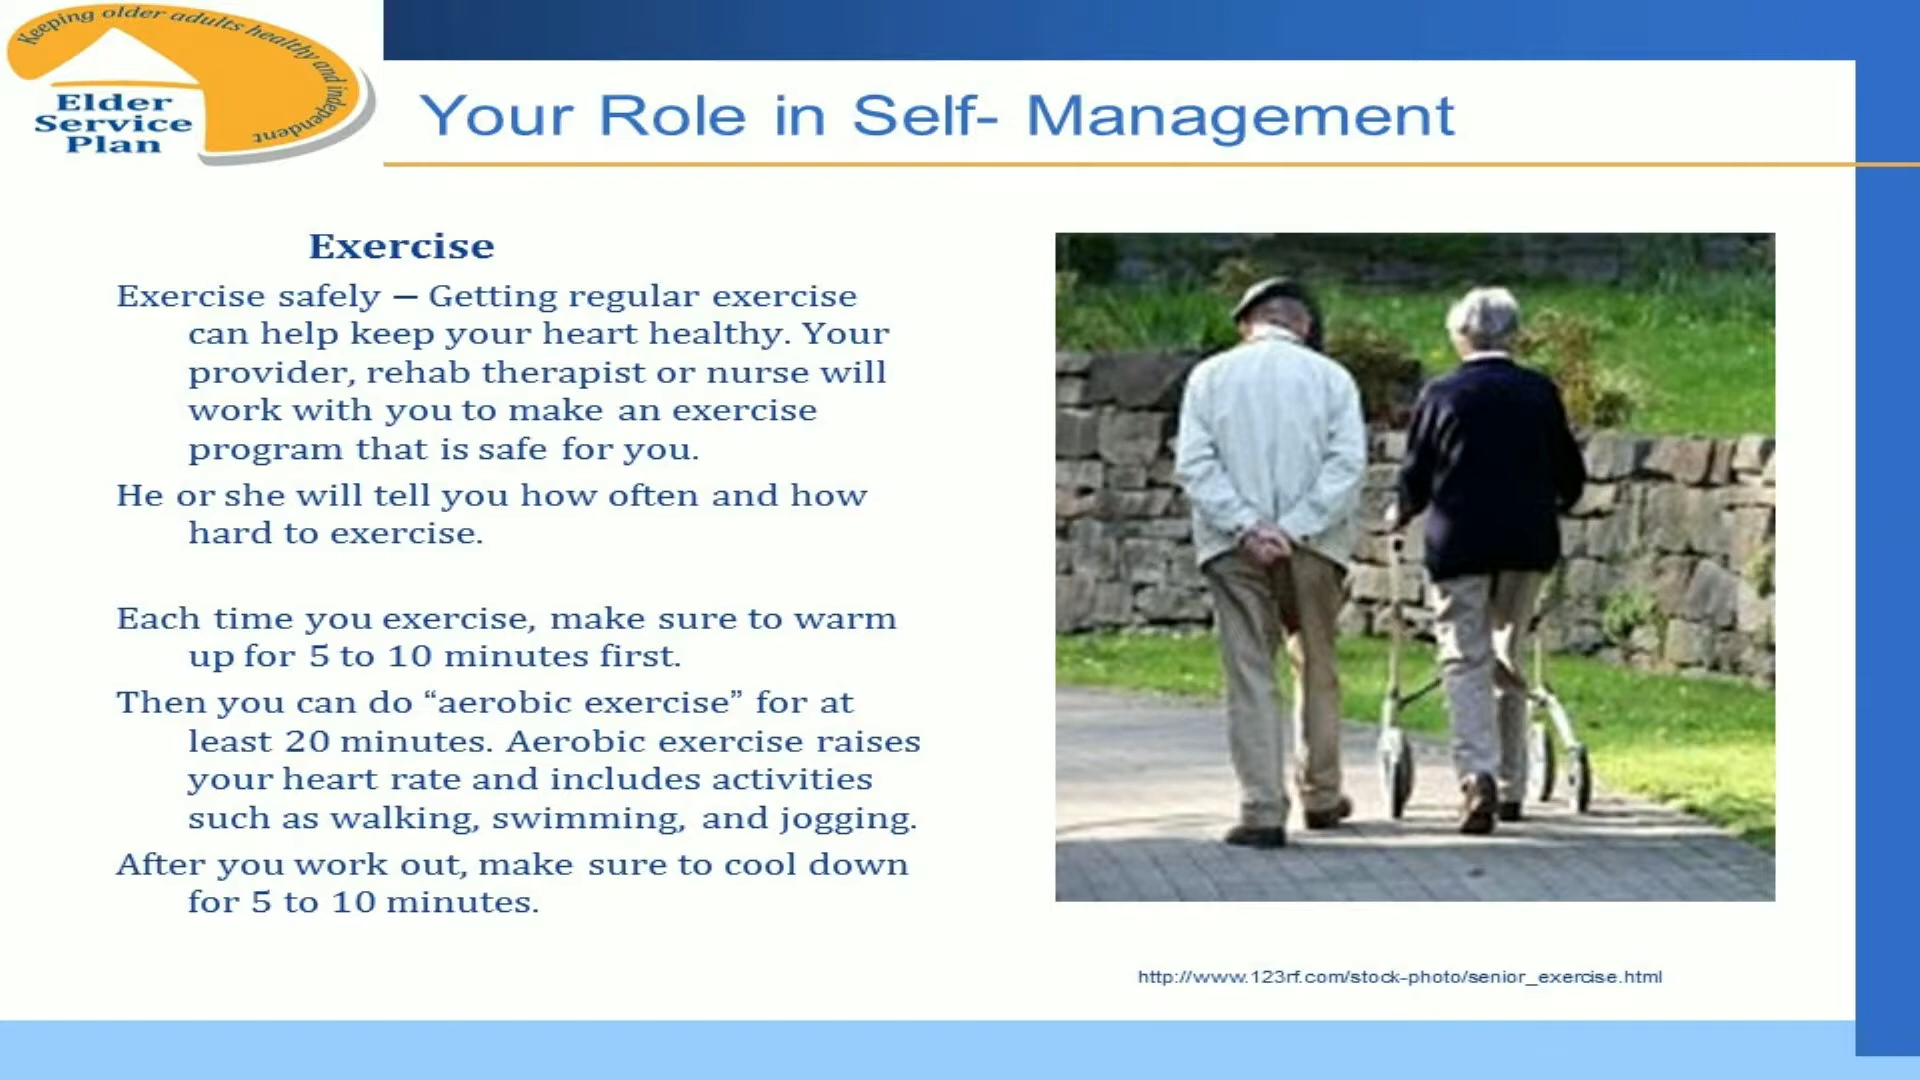 Keeping older adults healthy and independent
Elder
Service
Plan
Your Role in Self- Management
Exercise
Exercise safely — Getting regular exercise
can help keep your heart healthy. Your
provider, rehab therapist or nurse will
work with you to make an exercise
program that is safe for you.
He or she will tell you how often and how
hard to exercise.
Each time you exercise, make sure to warm
up for 5 to 10 minutes first.
Then you can do “aerobic exercise” for at
least 20 minutes. Aerobic exercise raises
your heart rate and includes activities
such as walking, swimming, and jogging.
After you work out, make sure to cool down
for 5 to 10 minutes.
http://www.123rf.com/stock-photo/senior_exercise.html